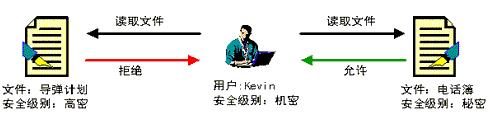 读取文件
读取文件
拒绝
允许
文件：导弹计划
安全级别：高密
用户:Kevin
安全级别：机密
文件：电话簿
安全级别：秘密